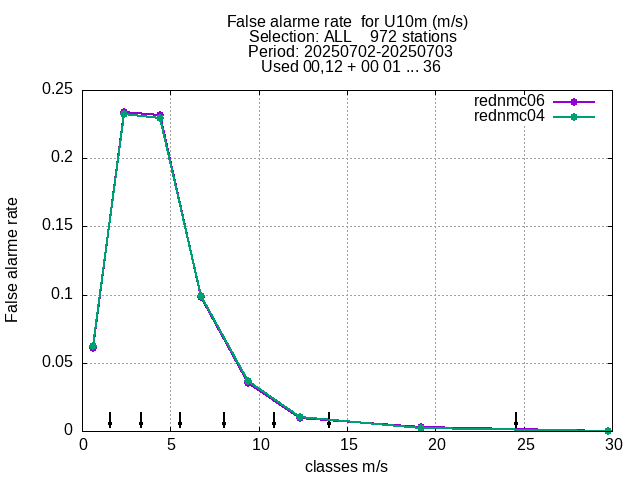 False alarme rate  for U10m (m/s)
Selection: ALL    972 stations
Period: 20250702-20250703
Used 00,12 + 00 01 ... 36
rednmc06
rednmc04
0.25
0.2
0.15
0.1
0.05
0
False alarme rate
0 5 10 15 20 25 30
classes m/s